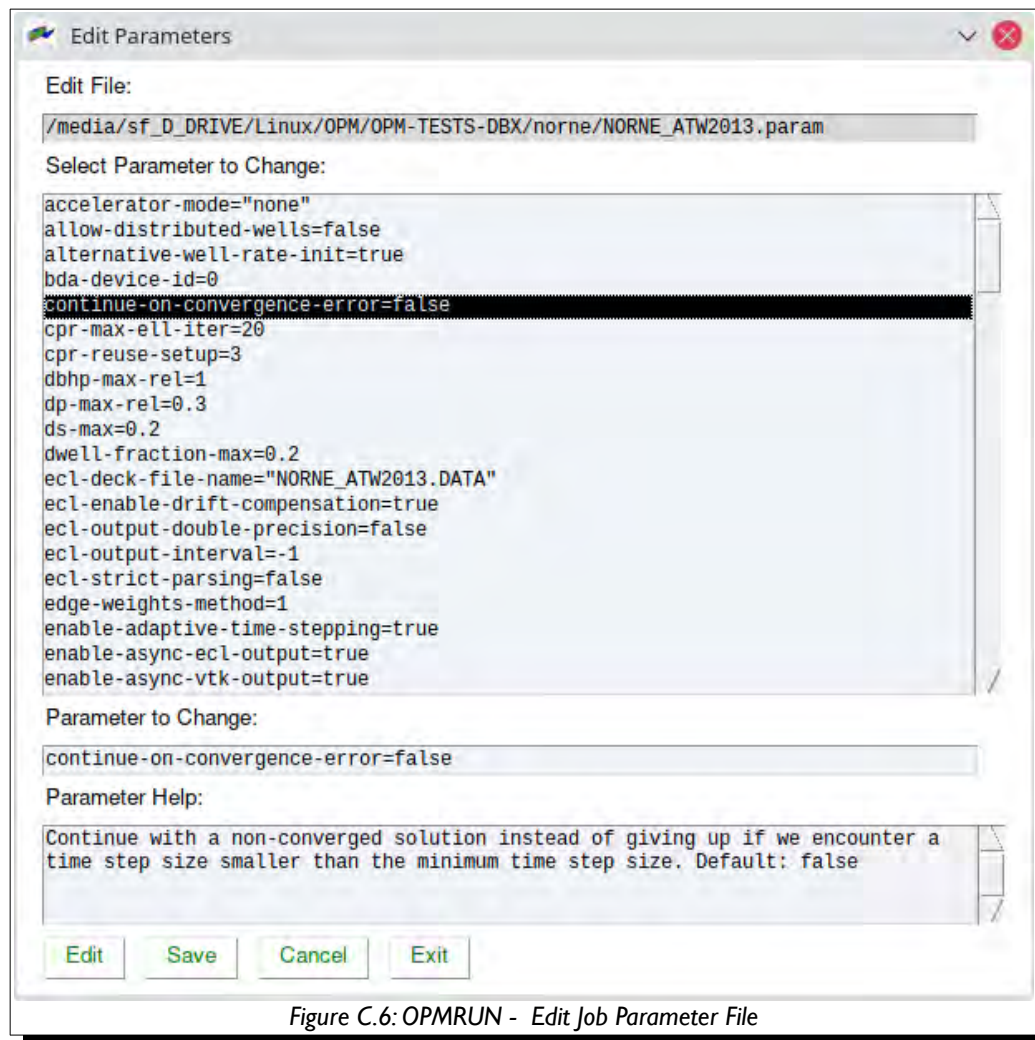 Edit Parameters
Edit File:
/media/sf_D_DRIVE/Linux/OPM/OPM-TESTS-DBX/norne/NORNE_ATW2013.param
Select Parameter to Change:
accelerator-mode="none"
allow-distributed-wells=false
alternative-well-rate-init=true
bda-device-id=0
continue-on-convergence-error=false
cpr-max-ell-iter=20
cpr-reuse-setup=3
dbhp-max-rel=1
dp-max-rel=0.3
ds-max=0.2
dwell-fraction-max=0.2
ecl-deck-file-name="NORNE_ATW2013.DATA"
ecl-enable-drift-compensation=true
ecl-output-double-precision=false
ecl-output-interval=-1
ecl-strict-parsing=false
edge-weights-method=1
enable-adaptive-time-stepping=true
enable-async-ecl-output=true
enable-async-vtk-output=true
Parameter to Change:
continue-on-convergence-error=false
Parameter Help:
Continue with a non-converged solution instead of giving up if we encounter a
time step size smaller than the minimum time step size. Default: false
Edit Save Cancel Exit
Figure C.6: OPMRUN - Edit Job Parameter File